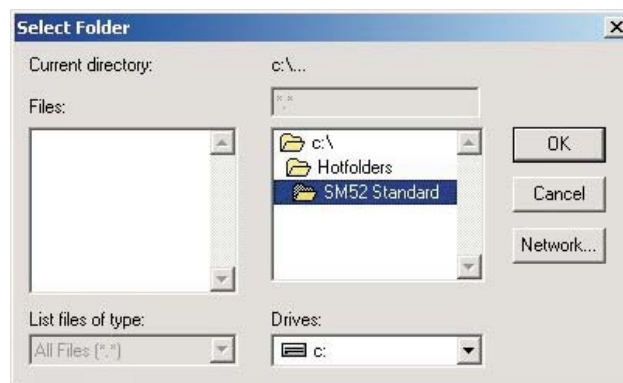 Select Folder
Current directory:
c:\...
Files:
*.*
c:\
Hotfolders
SM52 Standard
OK
Cancel
Network...
List files of type:
All Files (*.*)
Drives:
c: